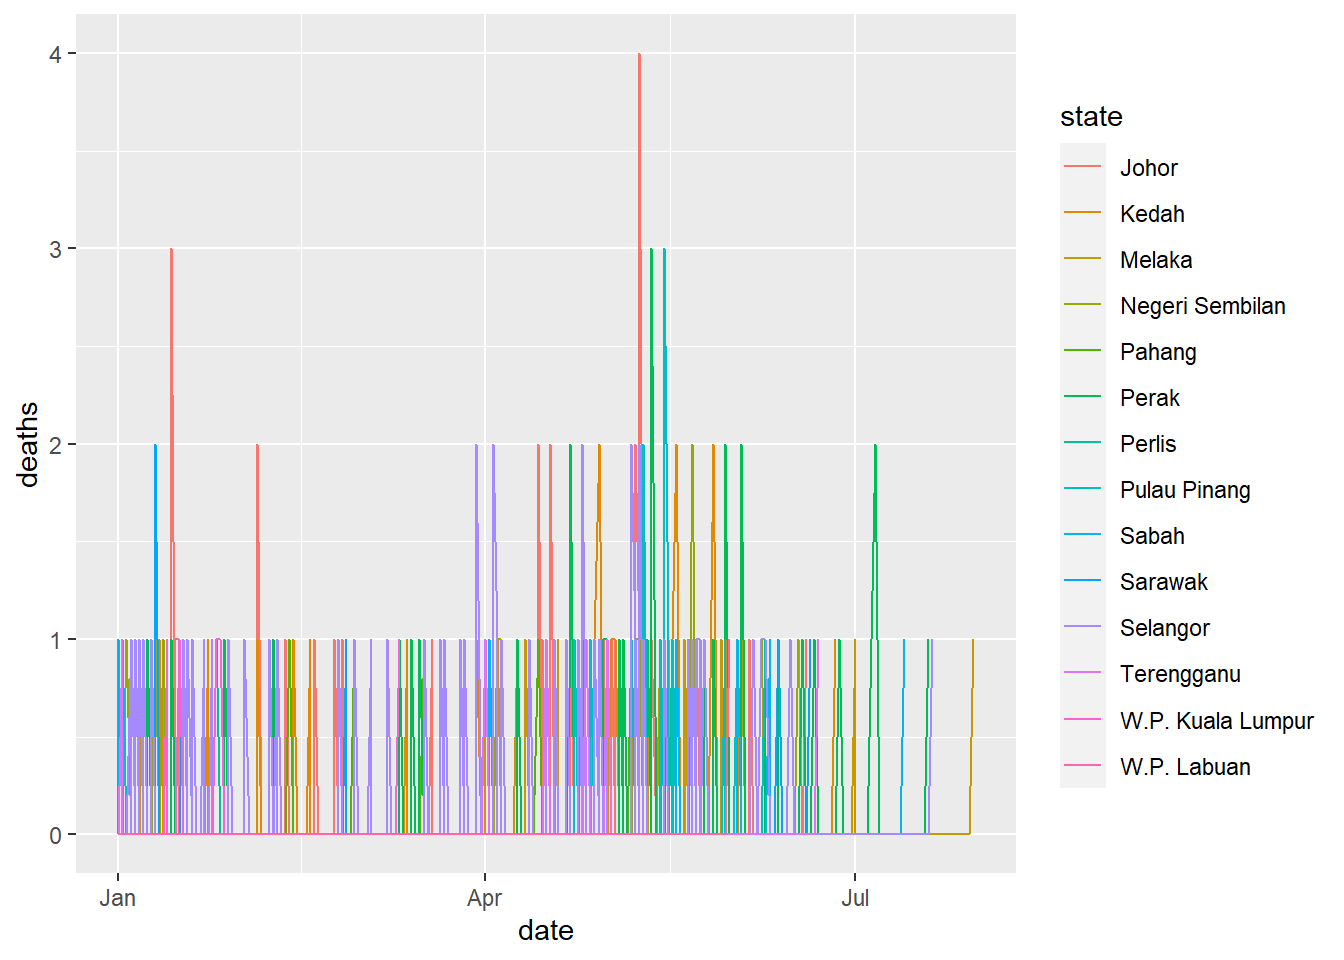 4
3
2
1
0
deaths
Jan
Apr
Jul
date
state
Johor
Kedah
Melaka
Negeri Sembilan
Pahang
Perak
Perlis
Pulau Pinang
Sabah
Sarawak
Selangor
Terengganu
W.P. Kuala Lumpur
W.P. Labuan